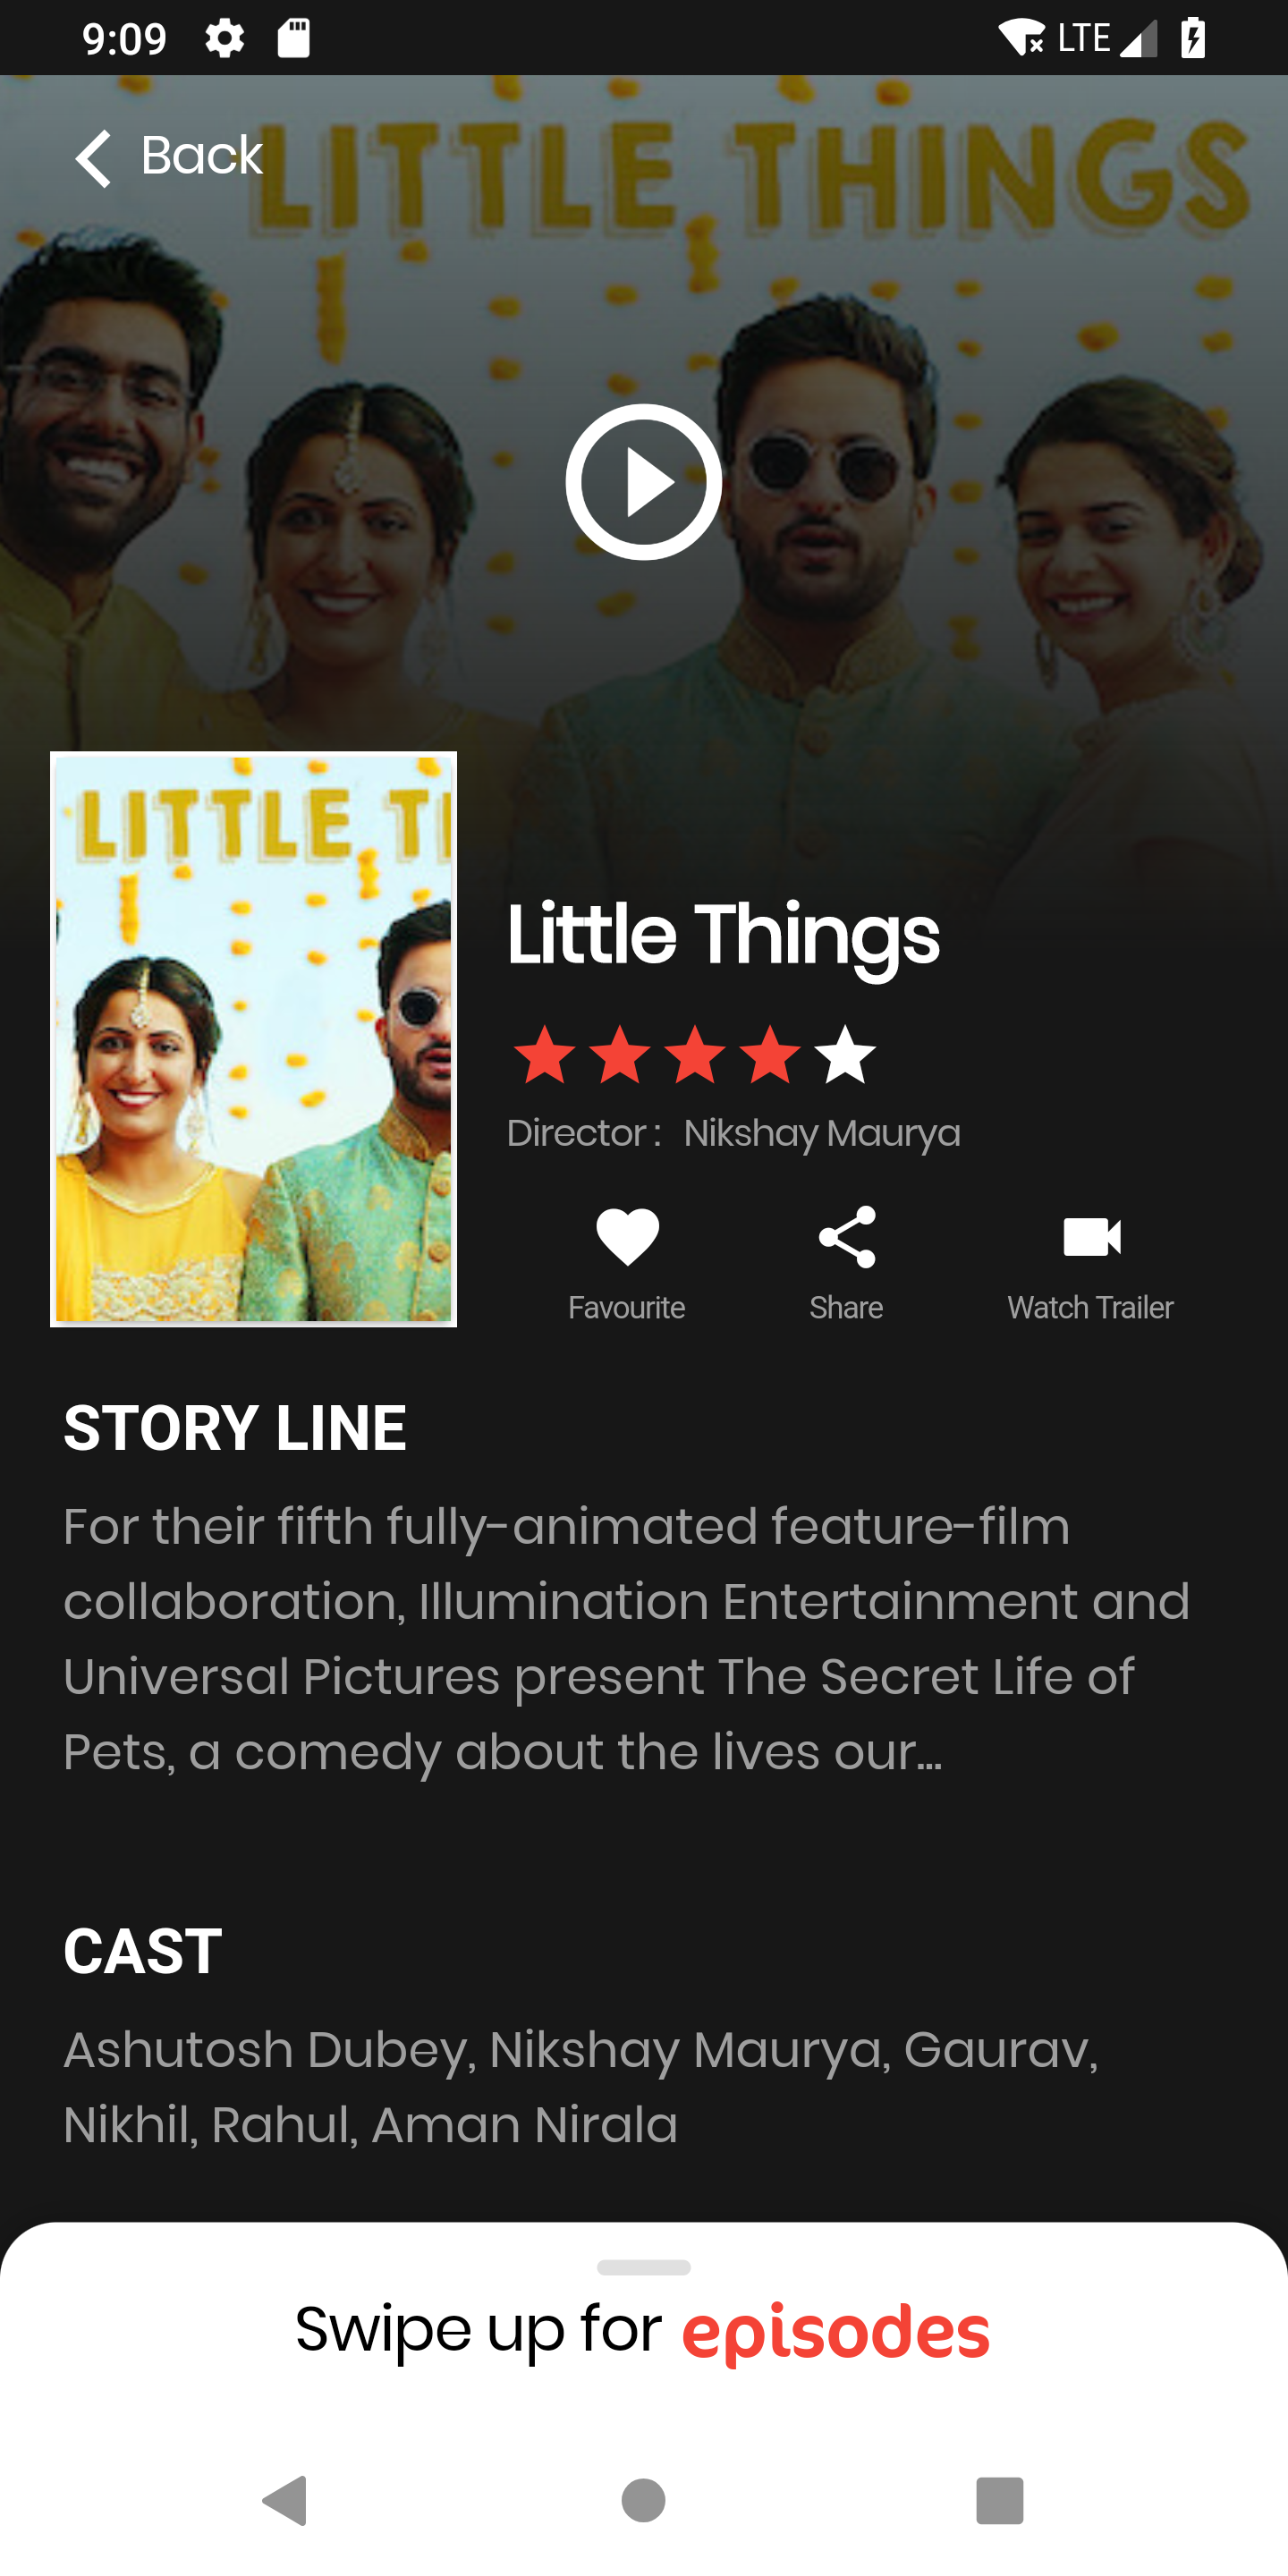 9:09
LTE
Back
LITTLE THINGS
LITTLE T
Little Things
Director : Nikshay Maurya
Favourite
Share
Watch Trailer
STORY LINE
For their fifth fully-animated feature-film
collaboration, Illumination Entertainment and
Universal Pictures present The Secret Life of
Pets, a comedy about the lives our...
CAST
Ashutosh Dubey, Nikshay Maurya, Gaurav,
Nikhil, Rahul, Aman Nirala
Swipe up for episodes